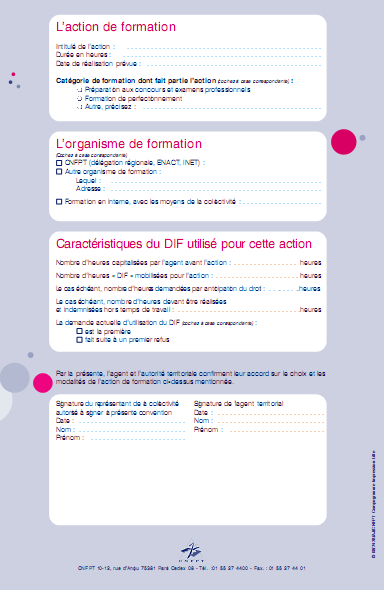 L'action de formation
Intitulé de l'action :
Durée en heures :
Date de réalisation prévue :
Catégorie de formation dont fait partie l'action (cochez la case correspondante) :
Préparation aux concours et examens professionnels
Formation de perfectionnement
Autre, précisez :
L'organisme de formation
(cochez la case correspondante)
CNFPT (délégation régionale, ENACT, INET) :
Autre organisme de formation :
Lequel :
Adresse :
Formation en interne, avec les moyens de la collectivité :
Caractéristiques du DIF utilisé pour cette action
Nombre d'heures capitalisées par l'agent avant l'action : heures
Nombre d'heures « DIF » mobilisées pour l'action : heures
Le cas échéant, nombre d'heures demandées par anticipation du droit : heures
Le cas échéant, nombre d'heures devant être réalisées
et indemnisées hors temps de travail : heures
La demande actuelle d'utilisation du DIF (cochez la case correspondante) :
est la première
fait suite à un premier refus
Par la présente, l'agent et l'autorité territoriale confirment leur accord sur le choix et les
modalités de l'action de formation ci-dessus mentionnée.
Signature du représentant de la collectivité
autorisé à signer la présente convention
Date :
Nom :
Prénom :
Signature de l'agent territorial
Date :
Nom :
Prénom :
CNFPT
CNFPT 10-12, rue d'Anjou 75381 Paris Cedex 08 - Tél. : 01 55 27 44 00 - Fax. : 01 55 27 44 01